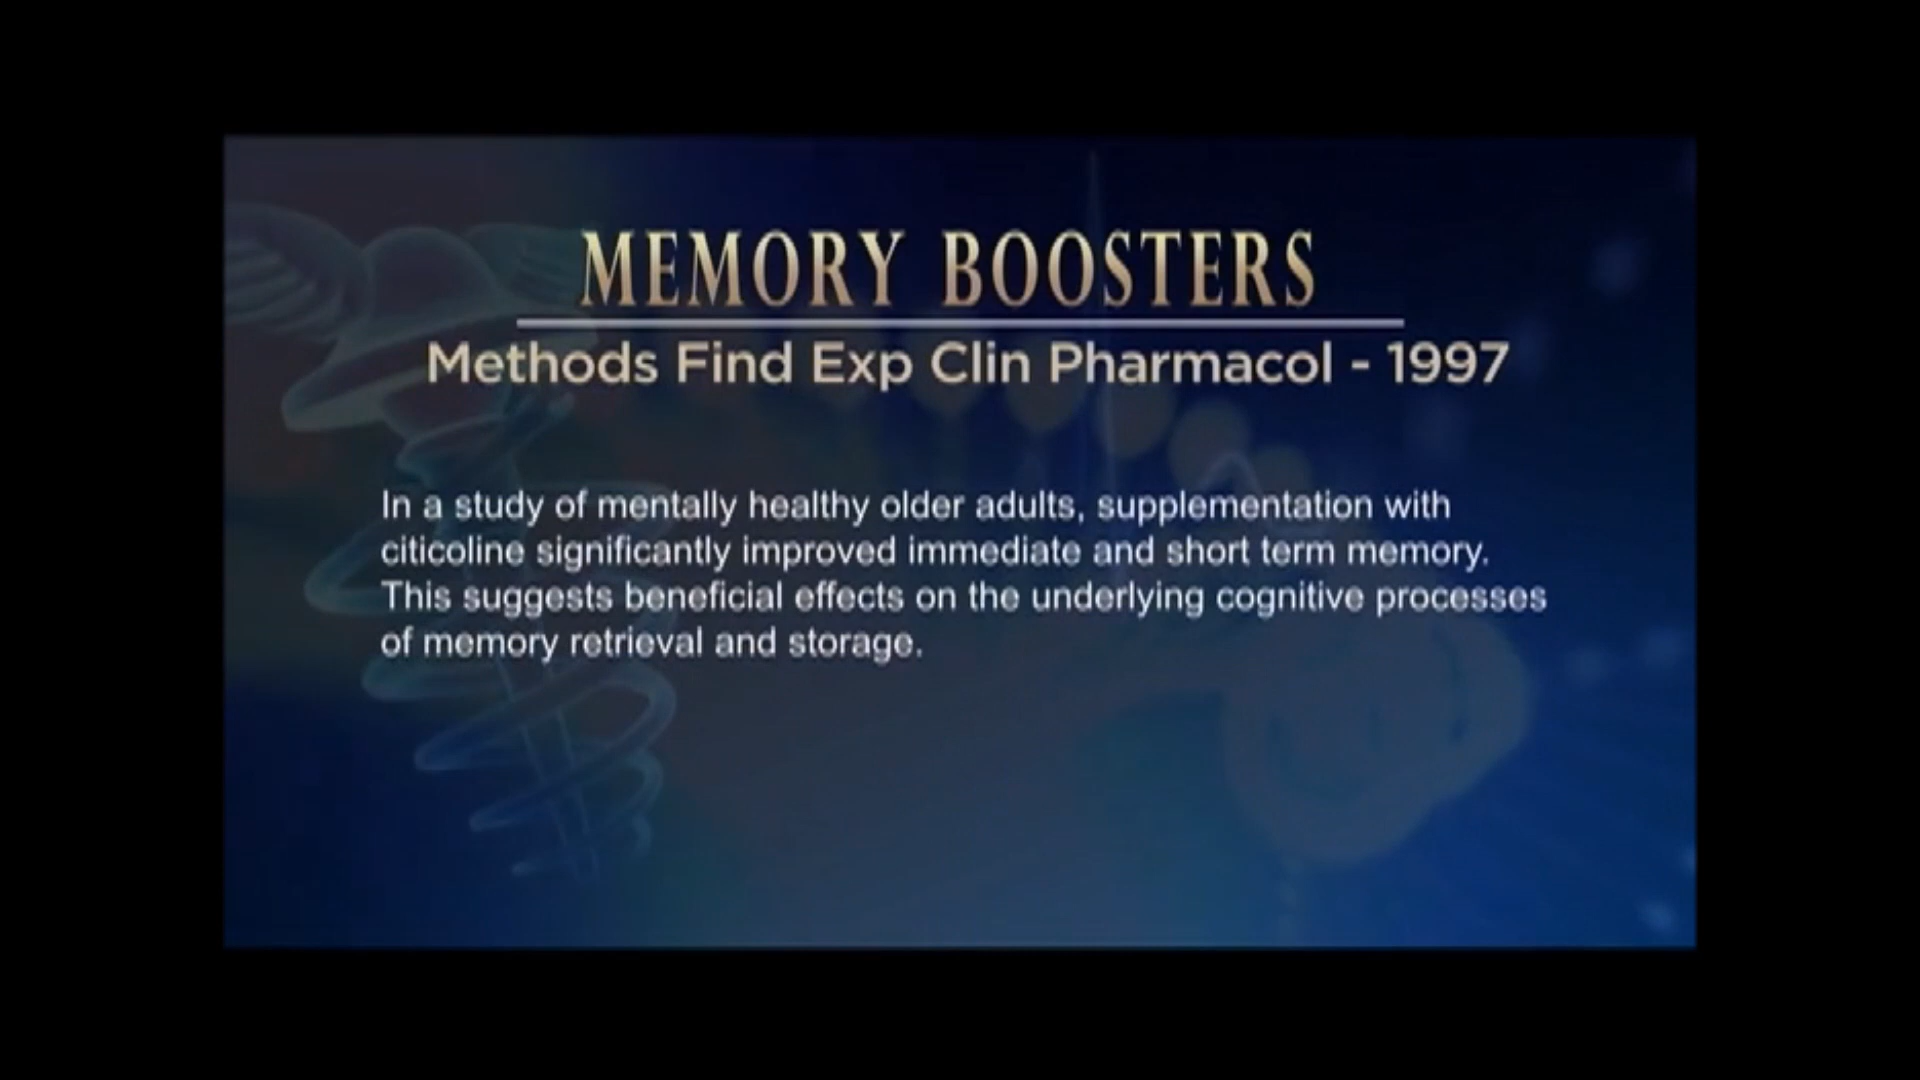 MEMORY BOOSTERS
Methods Find Exp Clin Pharmacol - 1997
In a study of mentally healthy older adults, supplementation with
citicoline significantly improved immediate and short term memory.
This suggests beneficial effects on the underlying cognitive processes
of memory retrieval and storage.